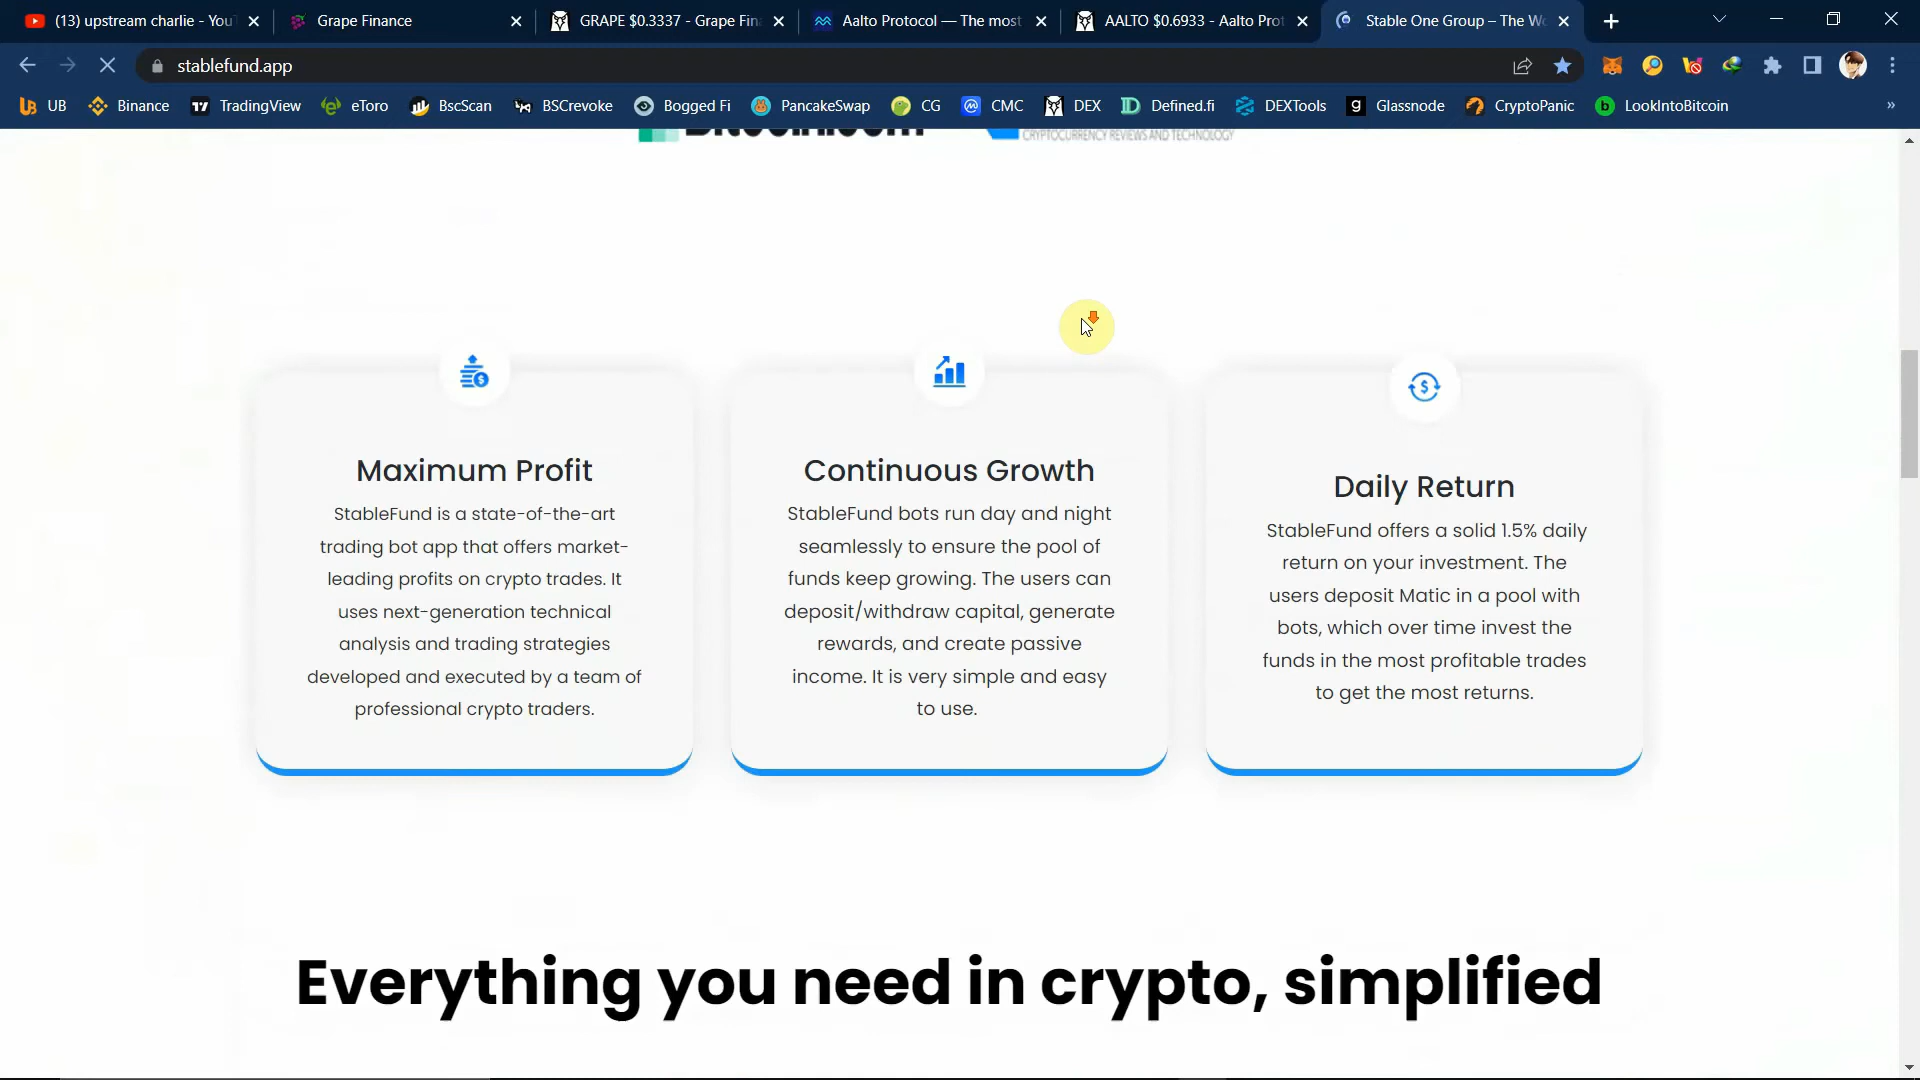 (13) upstream charlie - You
Grape Finance
GRAPE $0.3337 - Grape Fin
Aalto Protocol — The most
AALTO $0.6933 - Aalto Prot
Stable One Group – The Wo
stablefund.app
UB
Binance
TradingView
eToro
BscScan
BSCrevoke
Bogged Fi
PancakeSwap
CG
CMC
DEX
Defined.fi
DEXTools
Glassnode
CryptoPanic
LookIntoBitcoin
CRYPTOCURRENCY REVIEWS AND TECHNOLOGY
Maximum Profit
StableFund is a state-of-the-art
trading bot app that offers market-
leading profits on crypto trades. It
uses next-generation technical
analysis and trading strategies
developed and executed by a team of
professional crypto traders.
Continuous Growth
StableFund bots run day and night
seamlessly to ensure the pool of
funds keep growing. The users can
deposit/withdraw capital, generate
rewards, and create passive
income. It is very simple and easy
to use.
Daily Return
StableFund offers a solid 1.5% daily
return on your investment. The
users deposit Matic in a pool with
bots, which over time invest the
funds in the most profitable trades
to get the most returns.
Everything you need in crypto, simplified